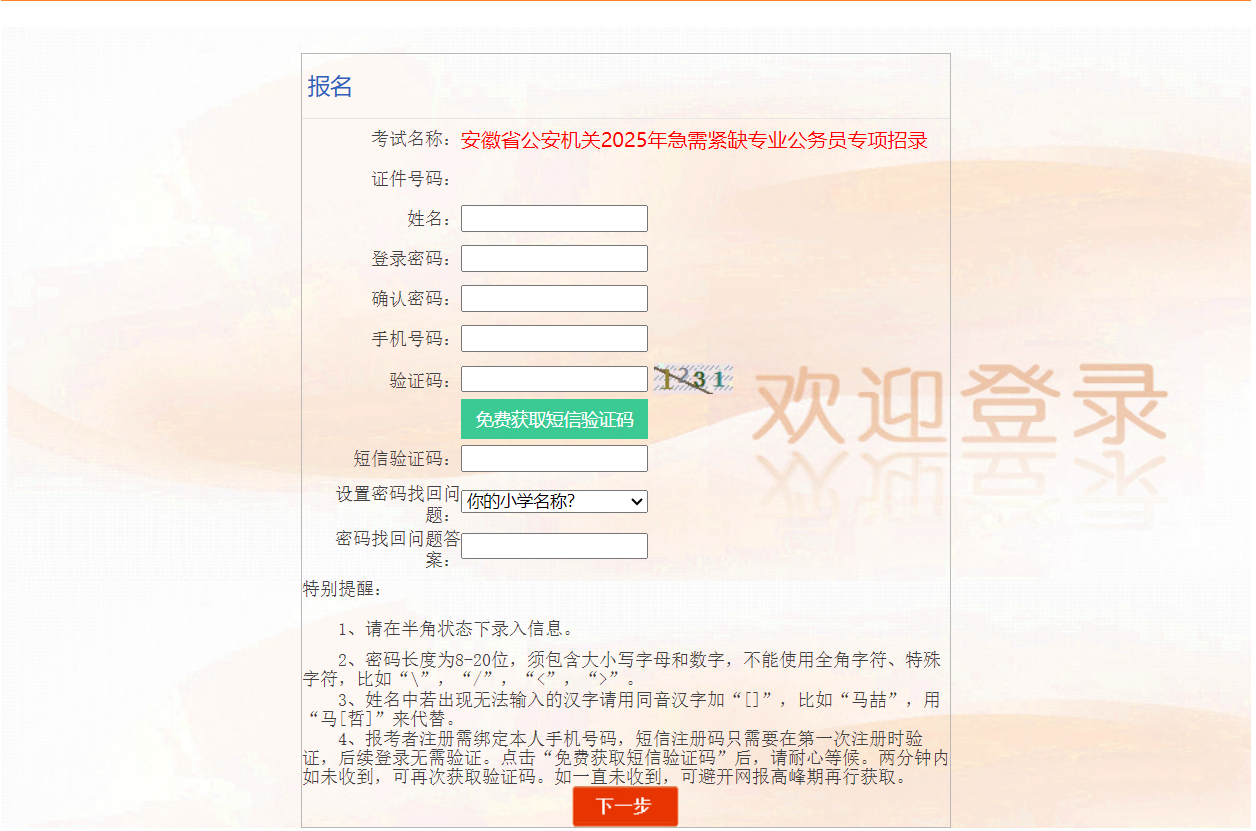 报名
考试名称：安徽省公安机关2025年急需紧缺专业公务员专项招录
证件号码：
姓名：
登录密码：
确认密码：
手机号码：
验证码：1231
免费获取短信验证码
短信验证码：
设置密码找回问
题：
你的小学名称？
密码找回问题答
案：
欢迎登录
特别提醒：
1、请在半角状态下录入信息。
2、密码长度为8-20位，须包含大小写字母和数字，不能使用全角字符、特殊
字符，比如“\”，“/”，“<”，“>”。
3、姓名中若出现无法输入的汉字请用同音汉字加“[]”，比如“马喆”，用
“马[哲]”来代替。
4、报考者注册需绑定本人手机号码，短信注册码只需要在第一次注册时验
证，后续登录无需验证。点击“免费获取短信验证码”后，请耐心等候。两分钟内
如未收到，可再次获取验证码。如一直未收到，可避开网报高峰期再行获取。
下一步